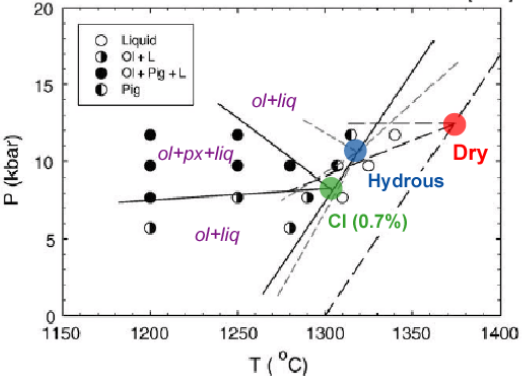 20
15
10
5
0
P (kbar)
Liquid
Ol + L
Ol + Pig + L
Pig
ol+liq
ol+px+liq
ol+liq
Dry
Hydrous
Cl (0.7%)
1150 1200 1250 1300 1350 1400
T ( °C)